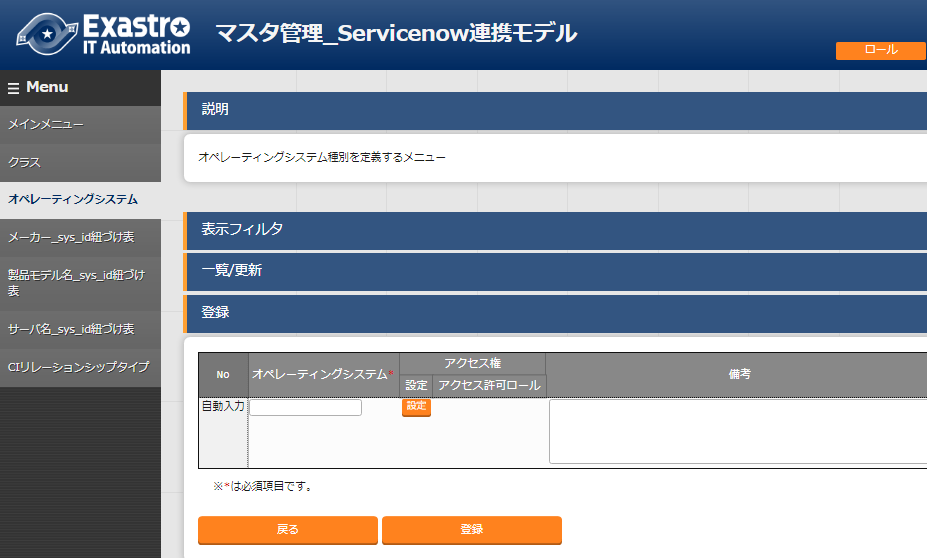 Exastro
IT Automation
マスタ管理_Servicenow連携モデル
ロール
Menu
メインメニュー
クラス
オペレーティングシステム
メーカー_sys_id紐づけ表
製品モデル名_sys_id紐づけ
表
サーバ名_sys_id紐づけ表
CIリレーションシップタイプ
説明
オペレーティングシステム種別を定義するメニュー
表示フィルタ
一覧/更新
登録
No
オペレーティングシステム*
アクセス権
設定
アクセス許可ロール
備考
自動入力
設定
※*は必須項目です。
戻る
登録